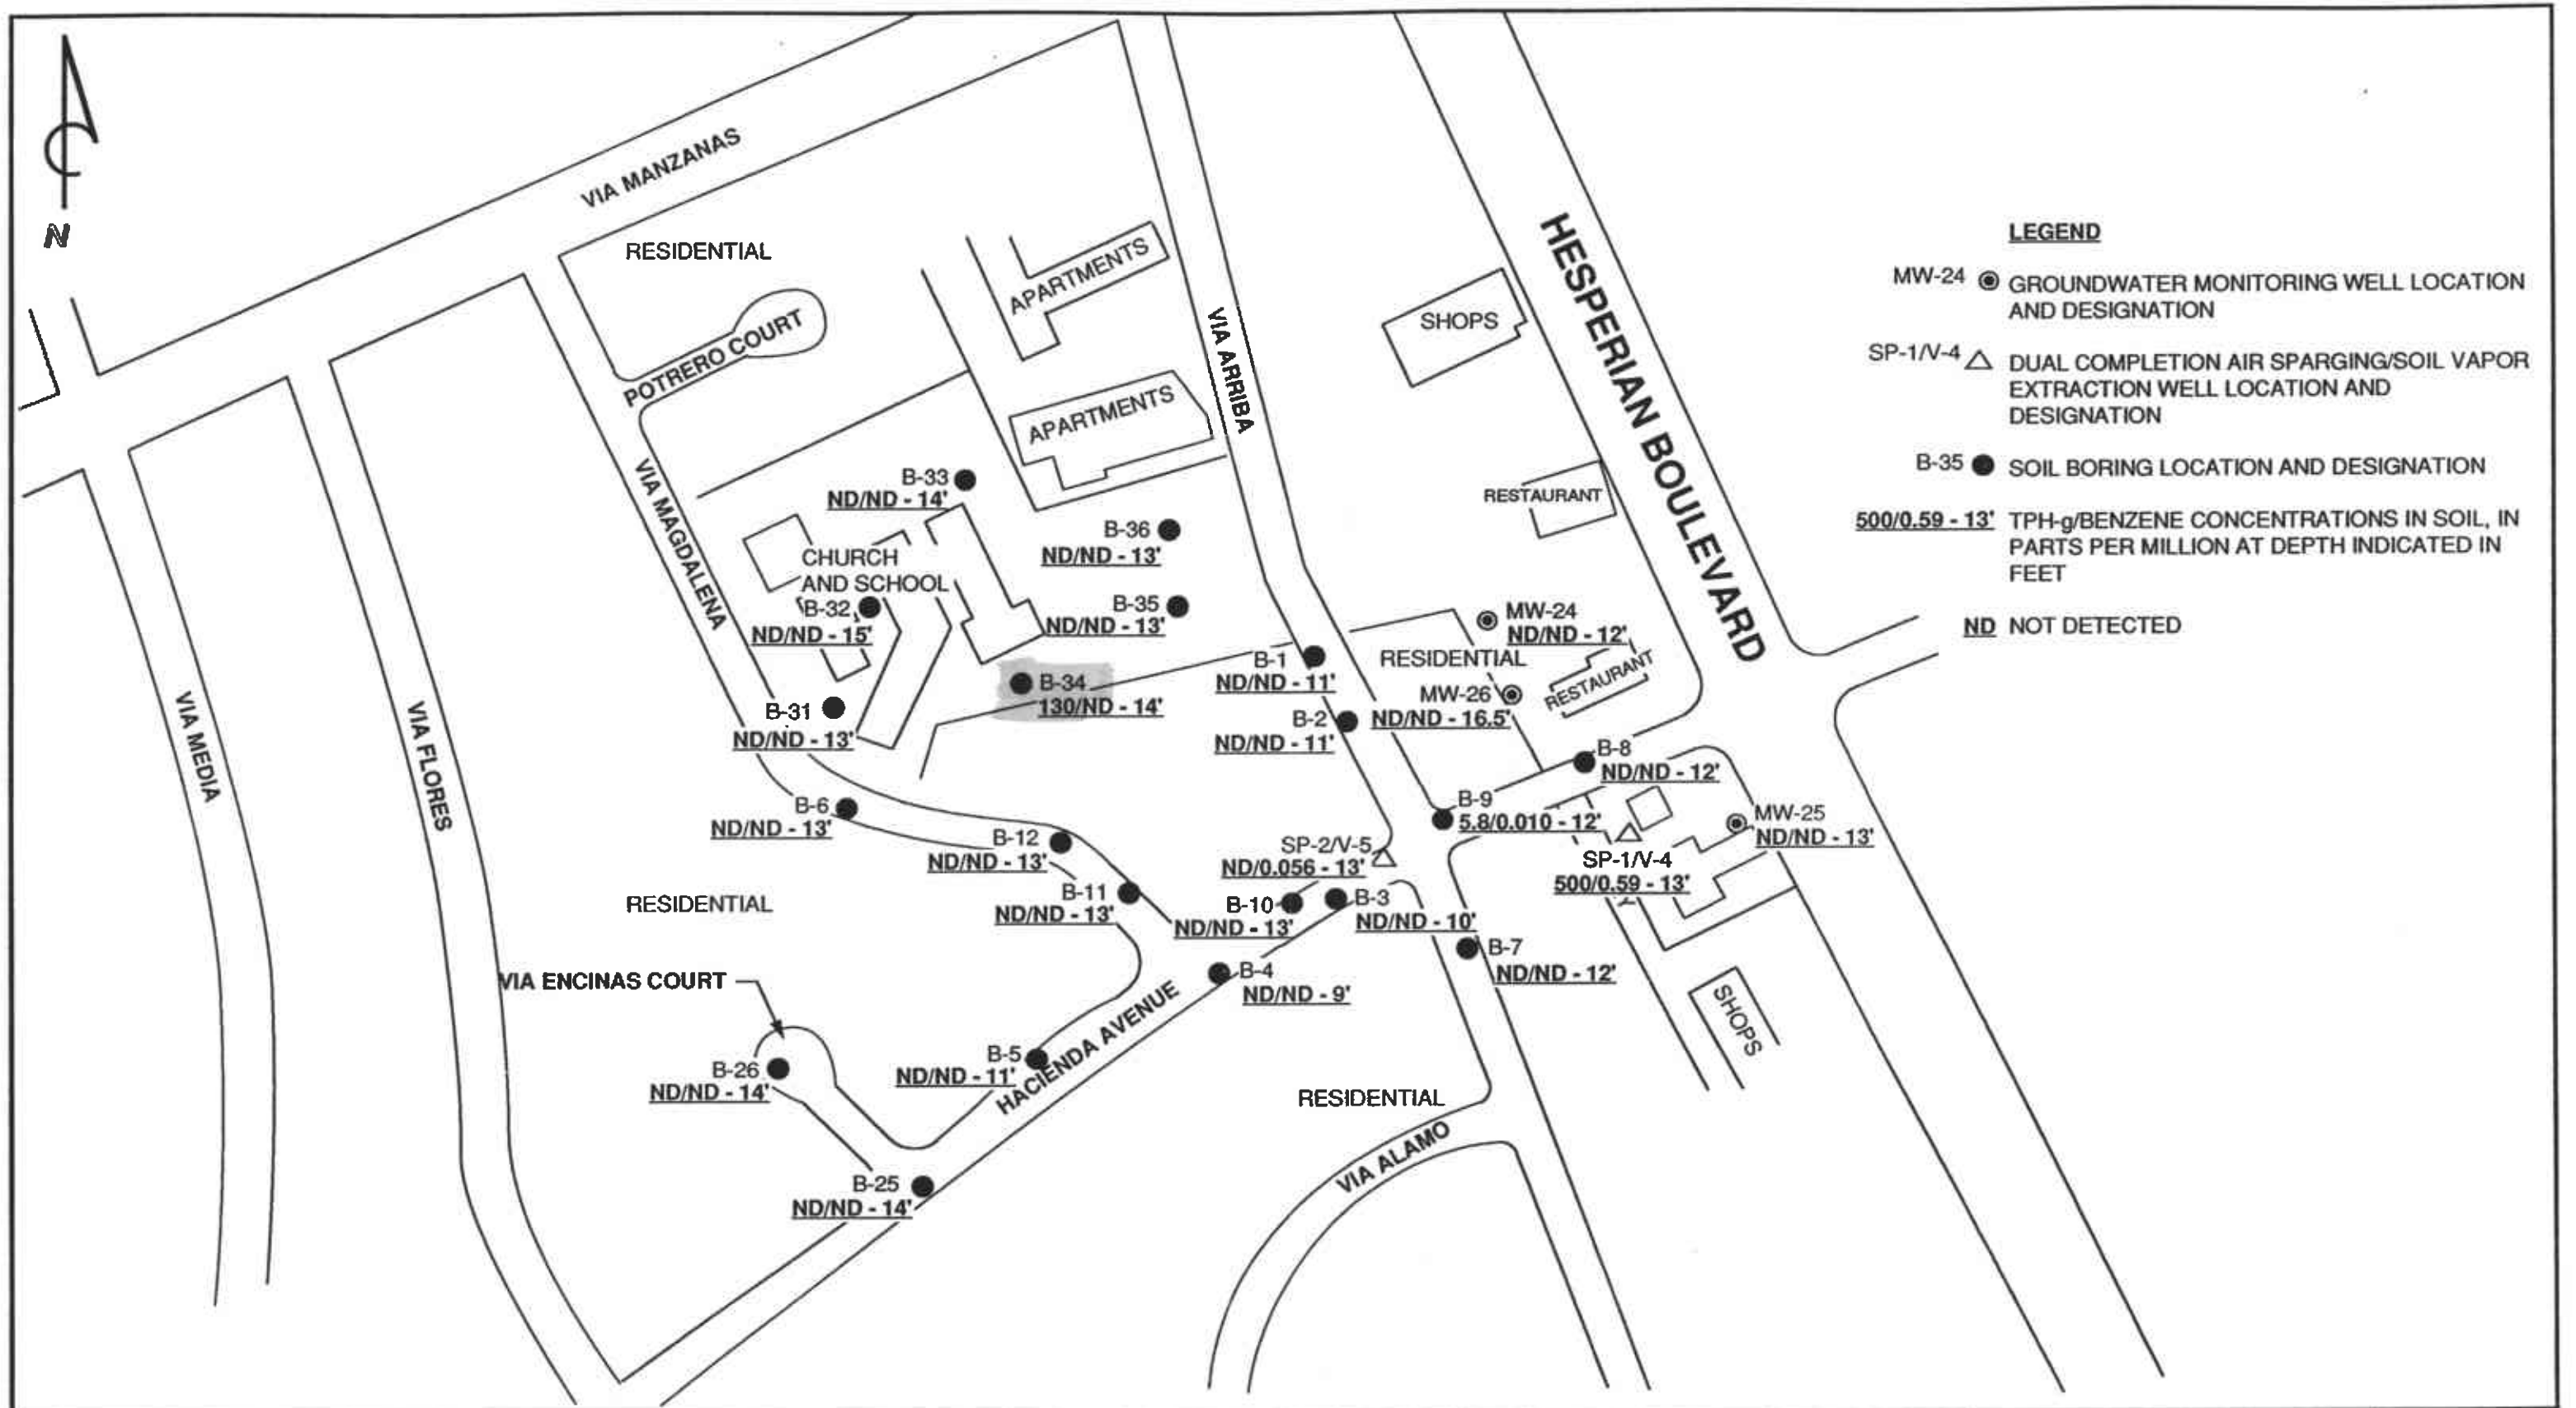 N
VIA MANZANAS
RESIDENTIAL
POTRERO COURT
APARTMENTS
APARTMENTS
VIA ARRIBA
SHOPS
HESPERIAN BOULEVARD
RESTAURANT
LEGEND
MW-24 GROUNDWATER MONITORING WELL LOCATION
AND DESIGNATION
SP-1/V-4 DUAL COMPLETION AIR SPARGING/SOIL VAPOR
EXTRACTION WELL LOCATION AND
DESIGNATION
B-35 SOIL BORING LOCATION AND DESIGNATION
500/0.59 - 13' TPH-g/BENZENE CONCENTRATIONS IN SOIL, IN
PARTS PER MILLION AT DEPTH INDICATED IN
FEET
ND NOT DETECTED
VIA MAGDALENA
B-33
ND/ND - 14'
B-36
ND/ND - 13'
CHURCH
AND SCHOOL
B-32
ND/ND - 15'
B-35
ND/ND - 13'
MW-24
ND/ND - 12'
RESIDENTIAL
RESTAURANT
B-1
ND/ND - 11'
B-34
130/ND - 14'
MW-26
ND/ND - 16.5'
B-31
ND/ND - 13'
B-2
ND/ND - 11'
VIA MEDIA
VIA FLORES
B-8
ND/ND - 12'
B-6
ND/ND - 13'
B-9
5.8/0.010 - 12'
MW-25
ND/ND - 13'
B-12
ND/ND - 13'
SP-2/V-5
ND/0.056 - 13'
SP-1/V-4
500/0.59 - 13'
RESIDENTIAL
B-11
ND/ND - 13'
B-10
ND/ND - 13'
B-3
ND/ND - 10'
B-7
ND/ND - 12'
VIA ENCINAS COURT
B-4
ND/ND - 9'
HACIENDA AVENUE
SHOPS
B-5
ND/ND - 11'
B-26
ND/ND - 14'
RESIDENTIAL
VIA ALAMO
B-25
ND/ND - 14'